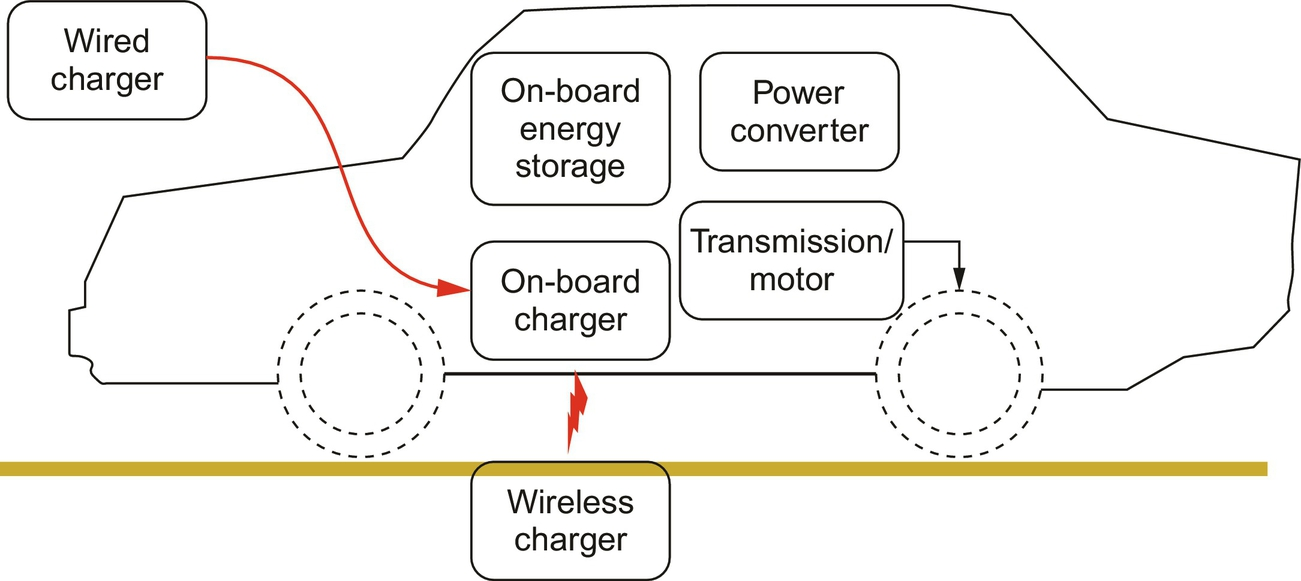 Wired
charger
On-board
energy
storage
Power
converter
On-board
charger
Transmission/
motor
Wireless
charger